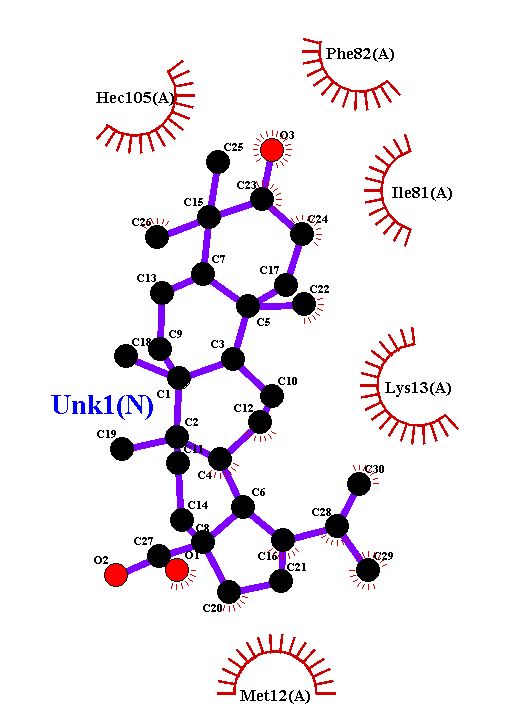 Phe82(A)
Hec105(A)
O3
C25
C23
Ile81(A)
C15
C26
C24
C7
C17
C13
C22
C5
C9
C18
C3
C1
C10
Lys13(A)
Unk1(N)
C12
C2
C19
C11
C4
C30
C6
C14
C28
C8
C27
O1
C16
O2
C29
C21
C20
Met12(A)